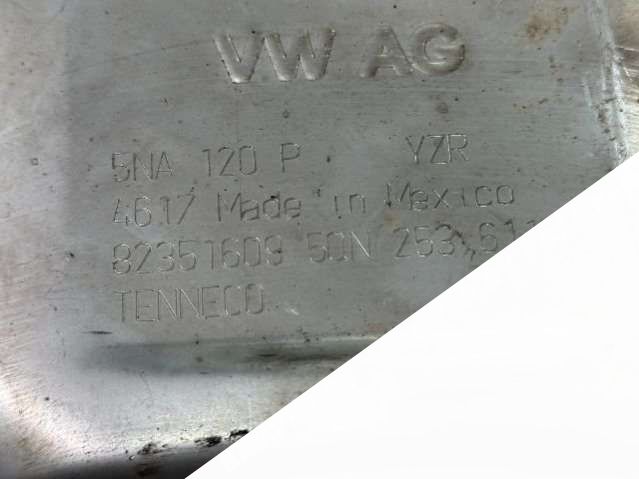 VW AG
5NA 120 P YZR
4617 Made in Mexico
82351609 5QN 253
TENNECO